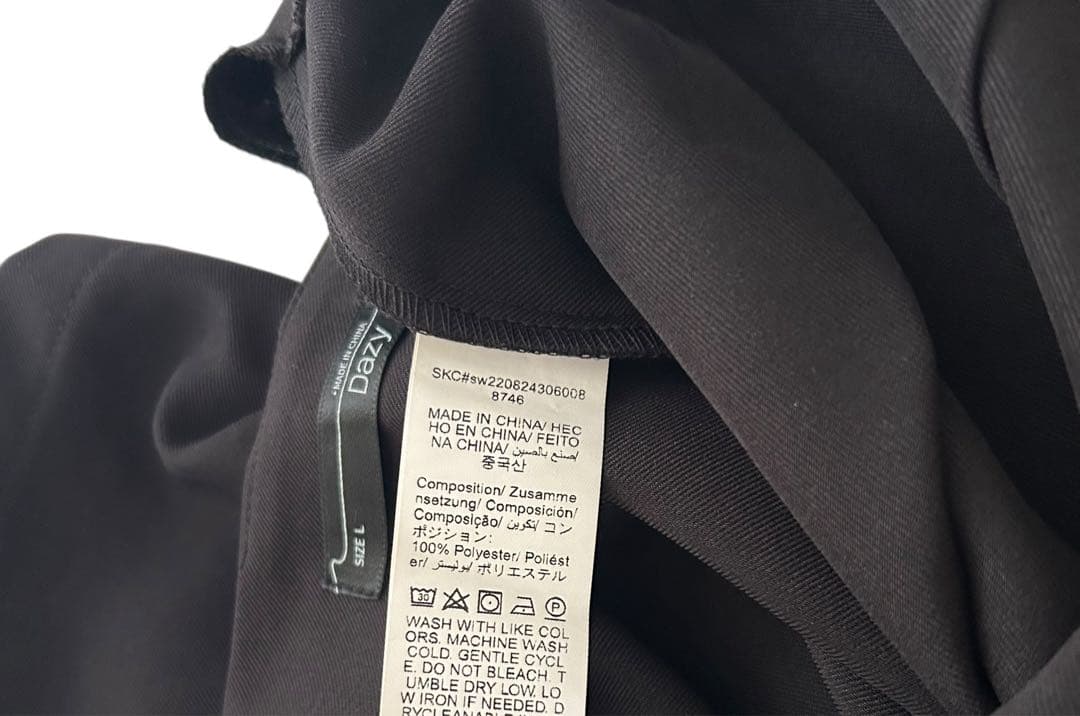 MADE IN CHINA
Dazy
SIZE L
SKC#sw220824306008
8746
MADE IN CHINA/ HEC
HO EN CHINA/ FEITO
NA CHINA/ صنع بالصين/
중국산
Composition/ Zusamme
nsetzung/ Composición/
Composição/ تكوين/ コン
ポジション:
100% Polyester/ Poliést
er/ بوليستر/ ポリエステル
30 P
WASH WITH LIKE COL
ORS. MACHINE WASH
COLD. GENTLE CYCL
E. DO NOT BLEACH. T
UMBLE DRY LOW. LO
W IRON IF NEEDED. D